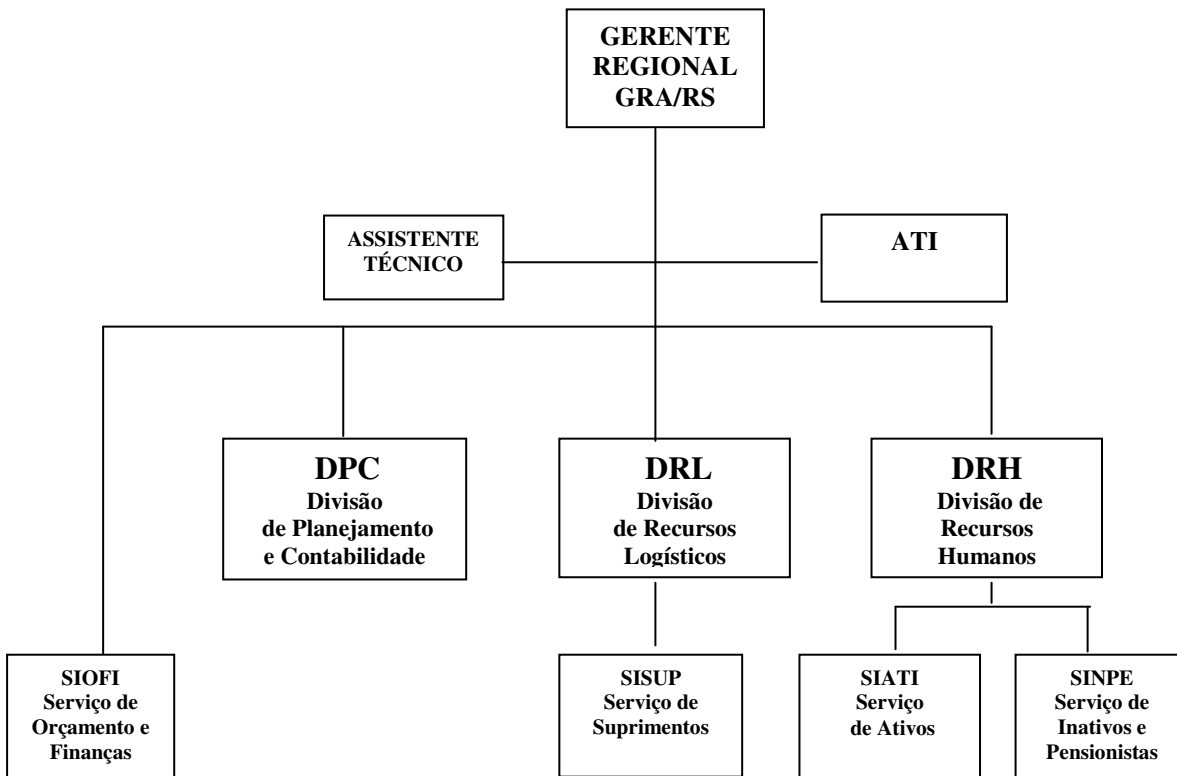 GERENTE
REGIONAL
GRA/RS
ASSISTENTE
TÉCNICO
ATI
DPC
Divisão
de Planejamento
e Contabilidade
DRL
Divisão
de Recursos
Logísticos
DRH
Divisão de
Recursos
Humanos
SIOFI
Serviço de
Orçamento e
Finanças
SISUP
Serviço de
Suprimentos
SIATI
Serviço
de Ativos
SINPE
Serviço de
Inativos e
Pensionistas